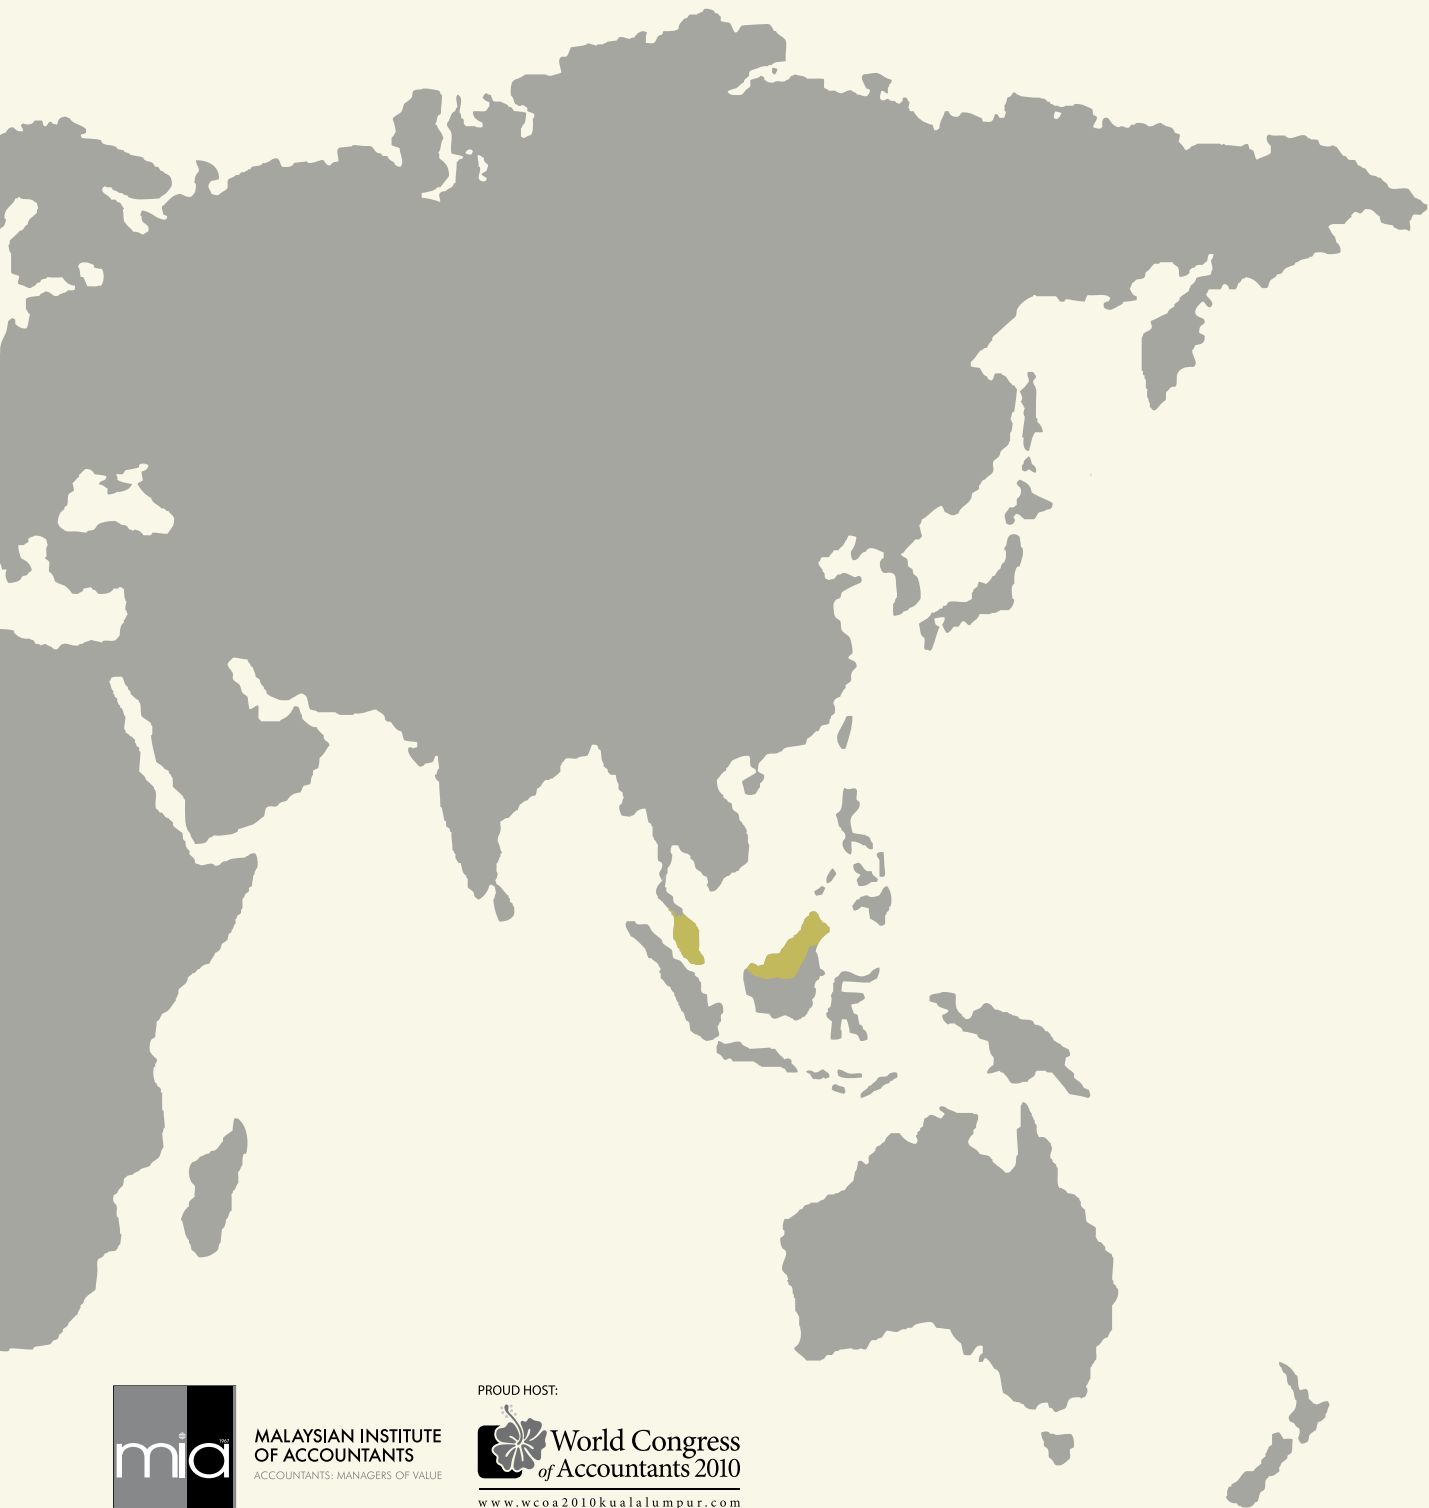 PROUD HOST:
mia
1967
MALAYSIAN INSTITUTE
OF ACCOUNTANTS
ACCOUNTANTS: MANAGERS OF VALUE
World Congress
of Accountants 2010
www.wcoa2010kualalumpur.com